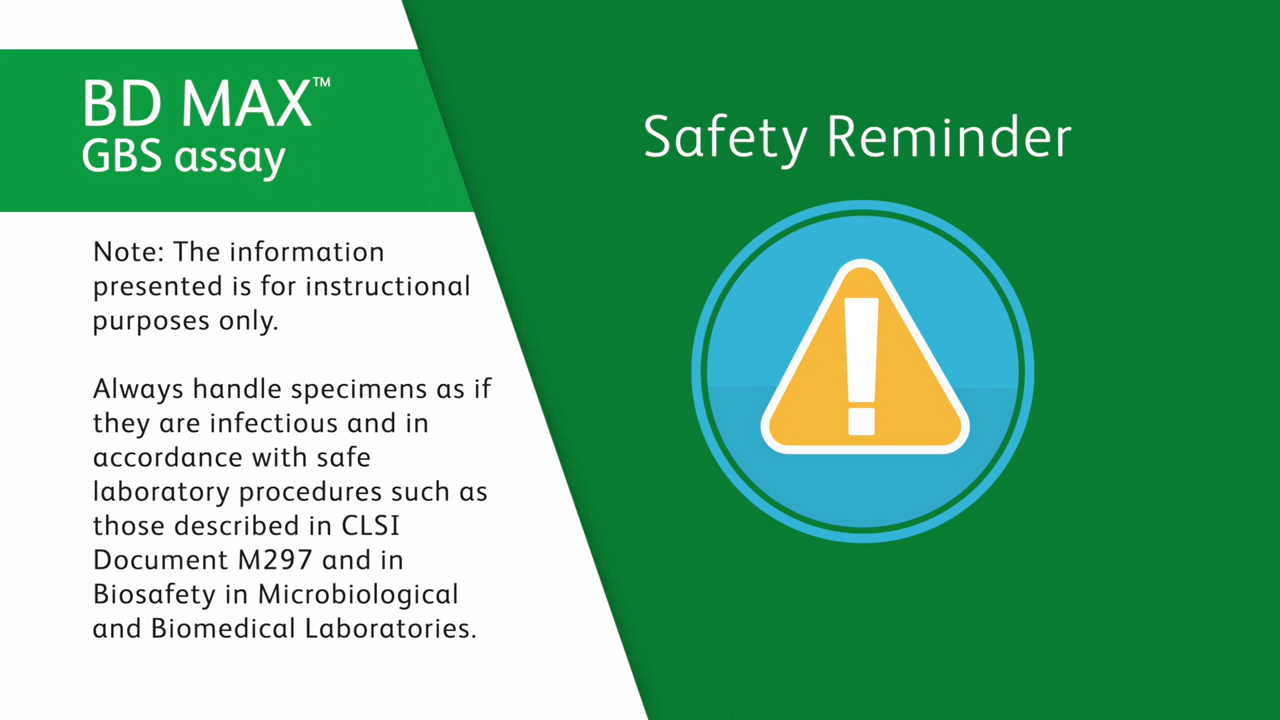 BD MAX™
GBS assay
Safety Reminder
Note: The information
presented is for instructional
purposes only.
Always handle specimens as if
they are infectious and in
accordance with safe
laboratory procedures such as
those described in CLSI
Document M297 and in
Biosafety in Microbiological
and Biomedical Laboratories.